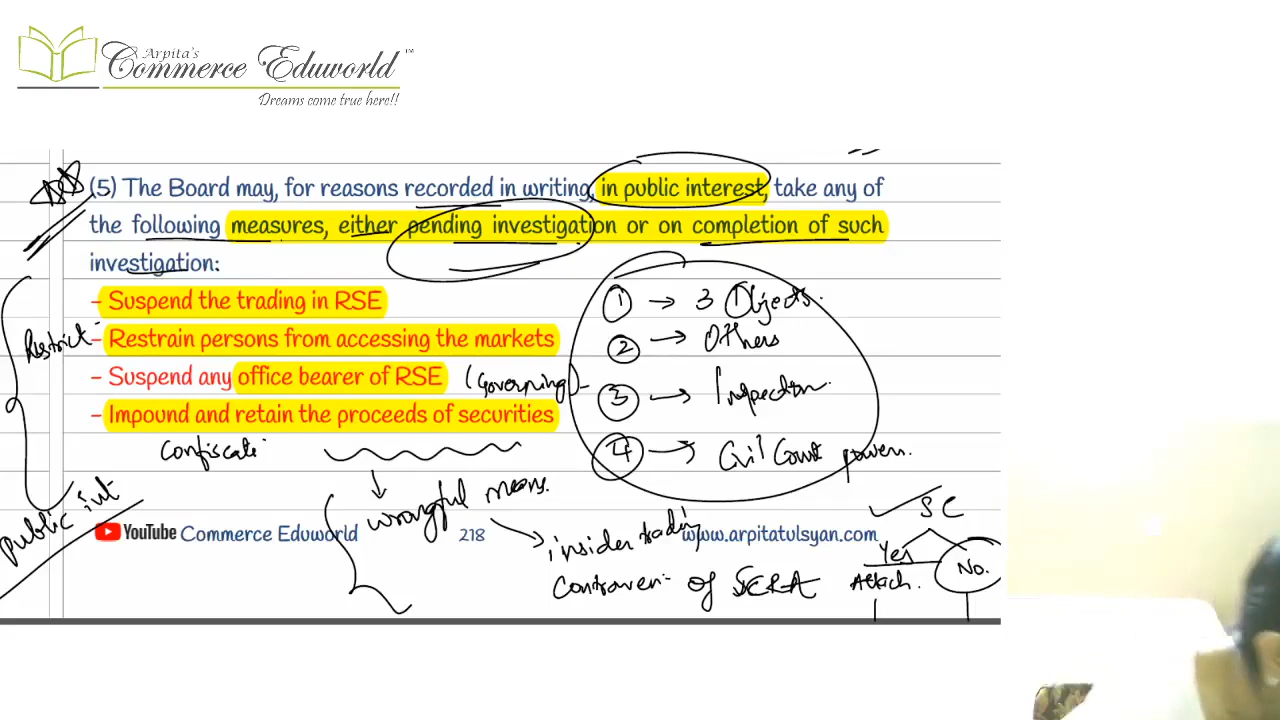 Arpita's
Commerce Eduworld™
Dreams come true here!!
(5) The Board may, for reasons recorded in writing, in public interest, take any of
the following measures, either pending investigation or on completion of such
investigation:
- Suspend the trading in RSE
- Restrain persons from accessing the markets
- Suspend any office bearer of RSE (Governing)
- Impound and retain the proceeds of securities
Restrict
Confiscate
Public int
① → 3 Objects.
② → Others
③ → Inspection
④ → Civil Court powers.
wrongful means.
insider trading
Contraven: of
SC
Yes
No.
Attach.
YouTube Commerce Eduworld
218
www.arpitatulsyan.com